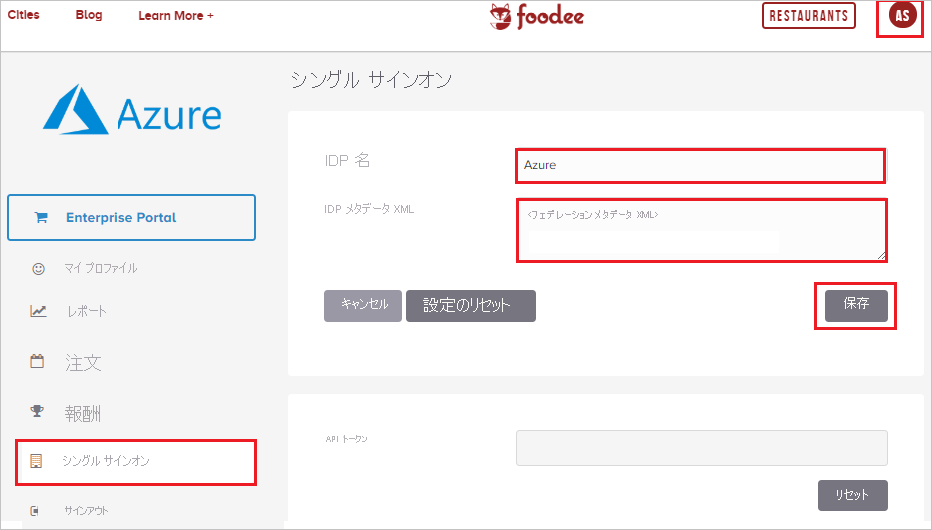 Cities Blog Learn More + foodee RESTAURANTS AS
Azure
シングル サインオン
IDP 名
Azure
IDP メタデータ XML
<フェデレーション メタデータ XML>
キャンセル 設定のリセット 保存
Enterprise Portal
マイ プロファイル
レポート
注文
報酬
シングル サインオン
サインアウト
API トークン
リセット